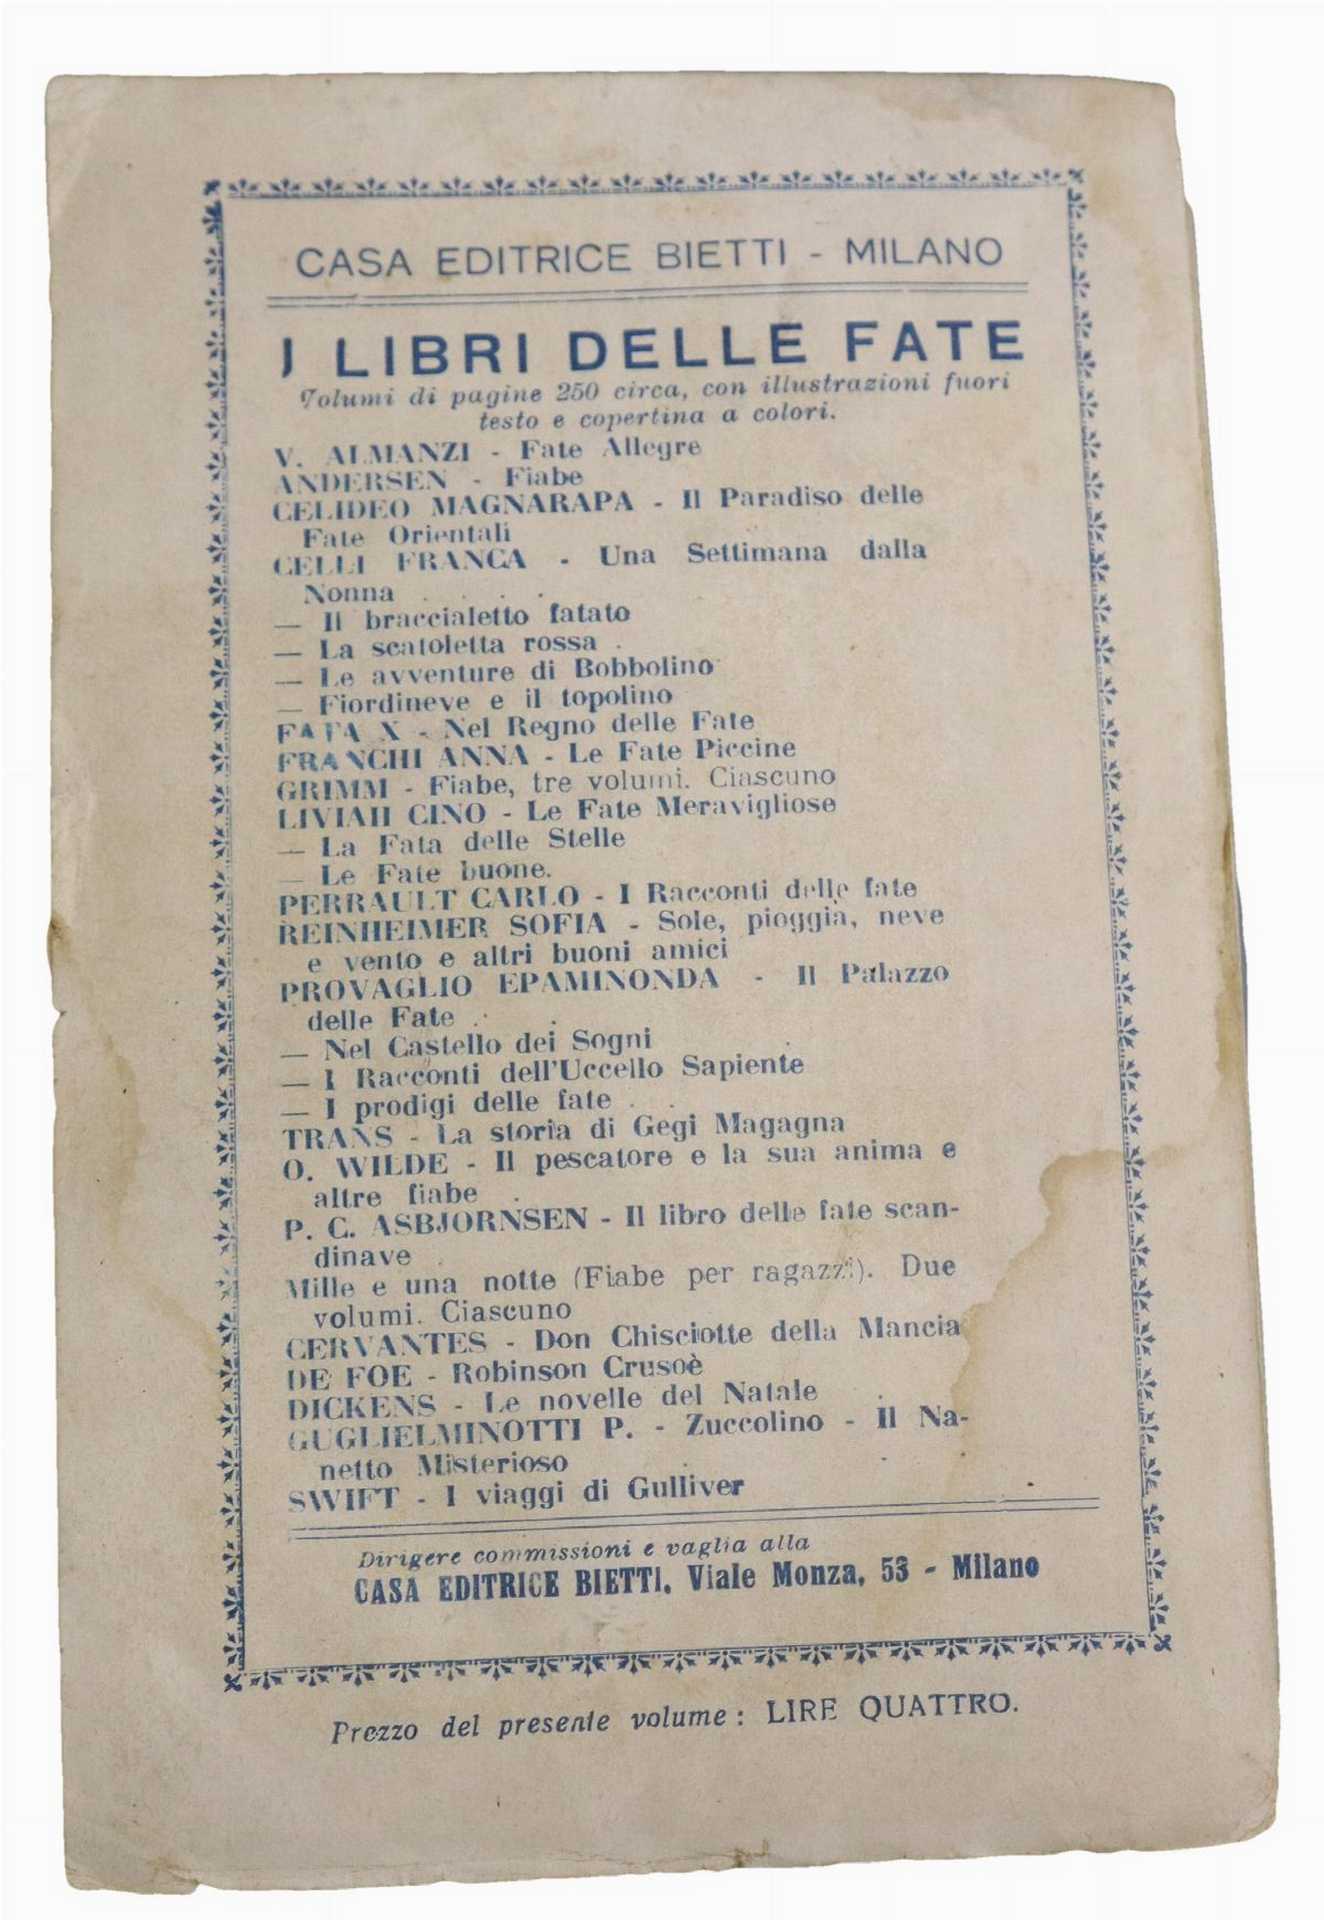 CASA EDITRICE BIETTI - MILANO
I LIBRI DELLE FATE
Volumi di pagine 250 circa, con illustrazioni fuori
testo e copertina a colori.
V. ALMANZI - Fate Allegre
ANDERSEN - Fiabe
CELIDEO MAGNARAPA - Il Paradiso delle
Fate Orientali
CELLI FRANCA - Una Settimana dalla
Nonna . . . .
— Il braccialetto fatato
— La scatoletta rossa .
— Le avventure di Bobbolino
— Fiordineve e il topolino
FATA X - Nel Regno delle Fate
FRANCHI ANNA - Le Fate Piccine
GRIMM - Fiabe, tre volumi. Ciascuno
LIVIAH CINO - Le Fate Meravigliose
— La Fata delle Stelle
— Le Fate buone.
PERRAULT CARLO - I Racconti delle fate
REINHEIMER SOFIA - Sole, pioggia, neve
e vento e altri buoni amici
PROVAGLIO EPAMINONDA - Il Palazzo
delle Fate . .
— Nel Castello dei Sogni
— I Racconti dell'Uccello Sapiente
— I prodigi delle fate . .
TRANS - La storia di Gegi Magagna
O. WILDE - Il pescatore e la sua anima e
altre fiabe .
P. C. ASBJORNSEN - Il libro delle fate scan-
dinave .
Mille e una notte (Fiabe per ragazzi). Due
volumi. Ciascuno
CERVANTES - Don Chisciotte della Mancia
DE FOE - Robinson Crusoè
DICKENS - Le novelle del Natale
GUGLIELMINOTTI P. - Zuccolino - Il Na-
netto Misterioso
SWIFT - I viaggi di Gulliver
Dirigere commissioni e vaglia alla
CASA EDITRICE BIETTI, Viale Monza, 53 - Milano
Prezzo del presente volume: LIRE QUATTRO.